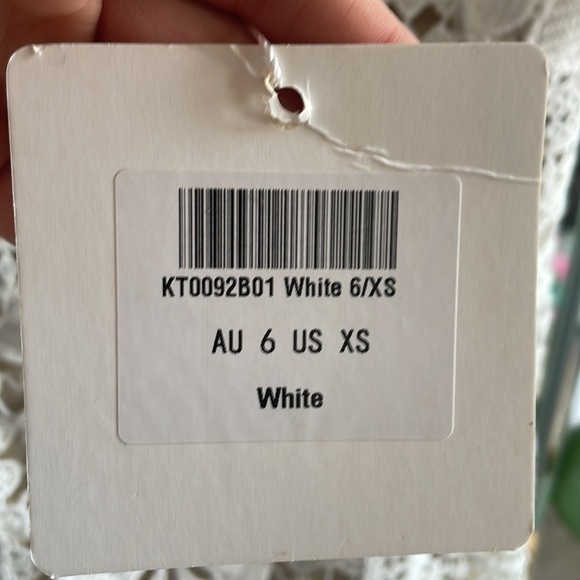 KT0092B01 White 6/XS
AU 6 US XS
White